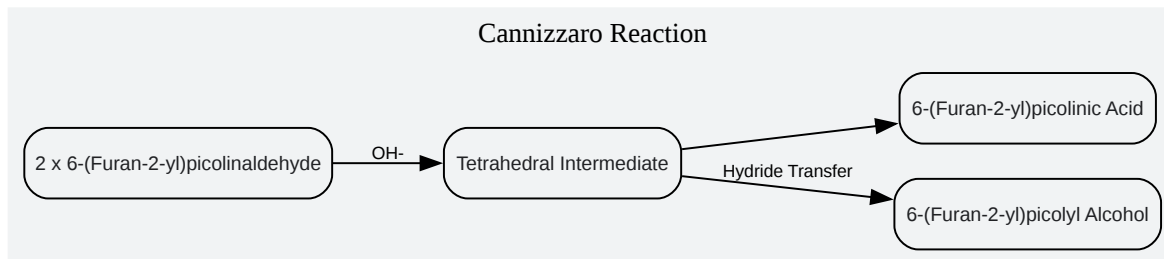 Cannizzaro Reaction
2 x 6-(Furan-2-yl)picolinaldehyde
OH-
Tetrahedral Intermediate
Hydride Transfer
6-(Furan-2-yl)picolinic Acid
6-(Furan-2-yl)picolyl Alcohol